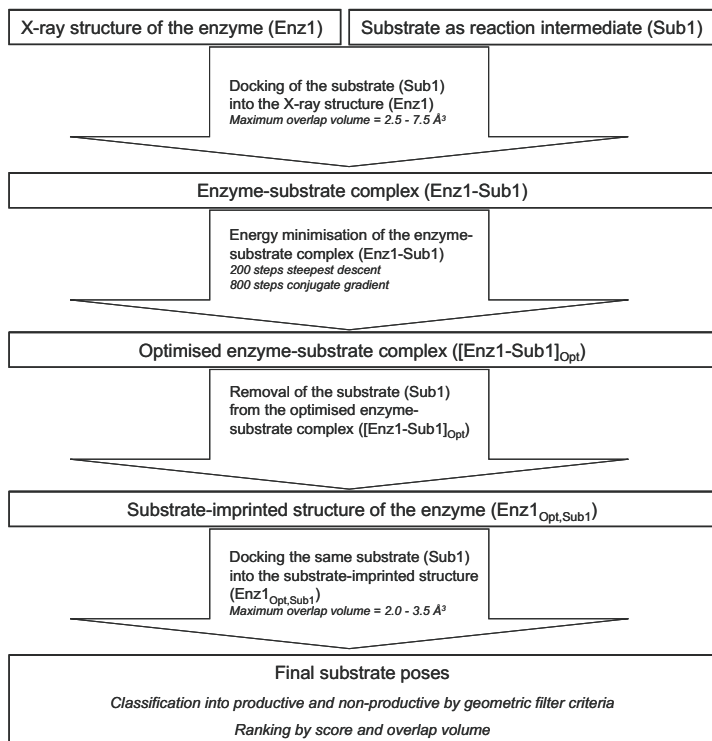 X-ray structure of the enzyme (Enz1)
Substrate as reaction intermediate (Sub1)
Docking of the substrate (Sub1)
into the X-ray structure (Enz1)
Maximum overlap volume = 2.5 - 7.5 Å³
Enzyme-substrate complex (Enz1-Sub1)
Energy minimisation of the enzyme-
substrate complex (Enz1-Sub1)
200 steps steepest descent
800 steps conjugate gradient
Optimised enzyme-substrate complex ([Enz1-Sub1]Opt)
Removal of the substrate (Sub1)
from the optimised enzyme-
substrate complex ([Enz1-Sub1]Opt)
Substrate-imprinted structure of the enzyme (Enz1Opt,Sub1)
Docking the same substrate (Sub1)
into the substrate-imprinted structure
(Enz1Opt,Sub1)
Maximum overlap volume = 2.0 - 3.5 Å³
Final substrate poses
Classification into productive and non-productive by geometric filter criteria
Ranking by score and overlap volume